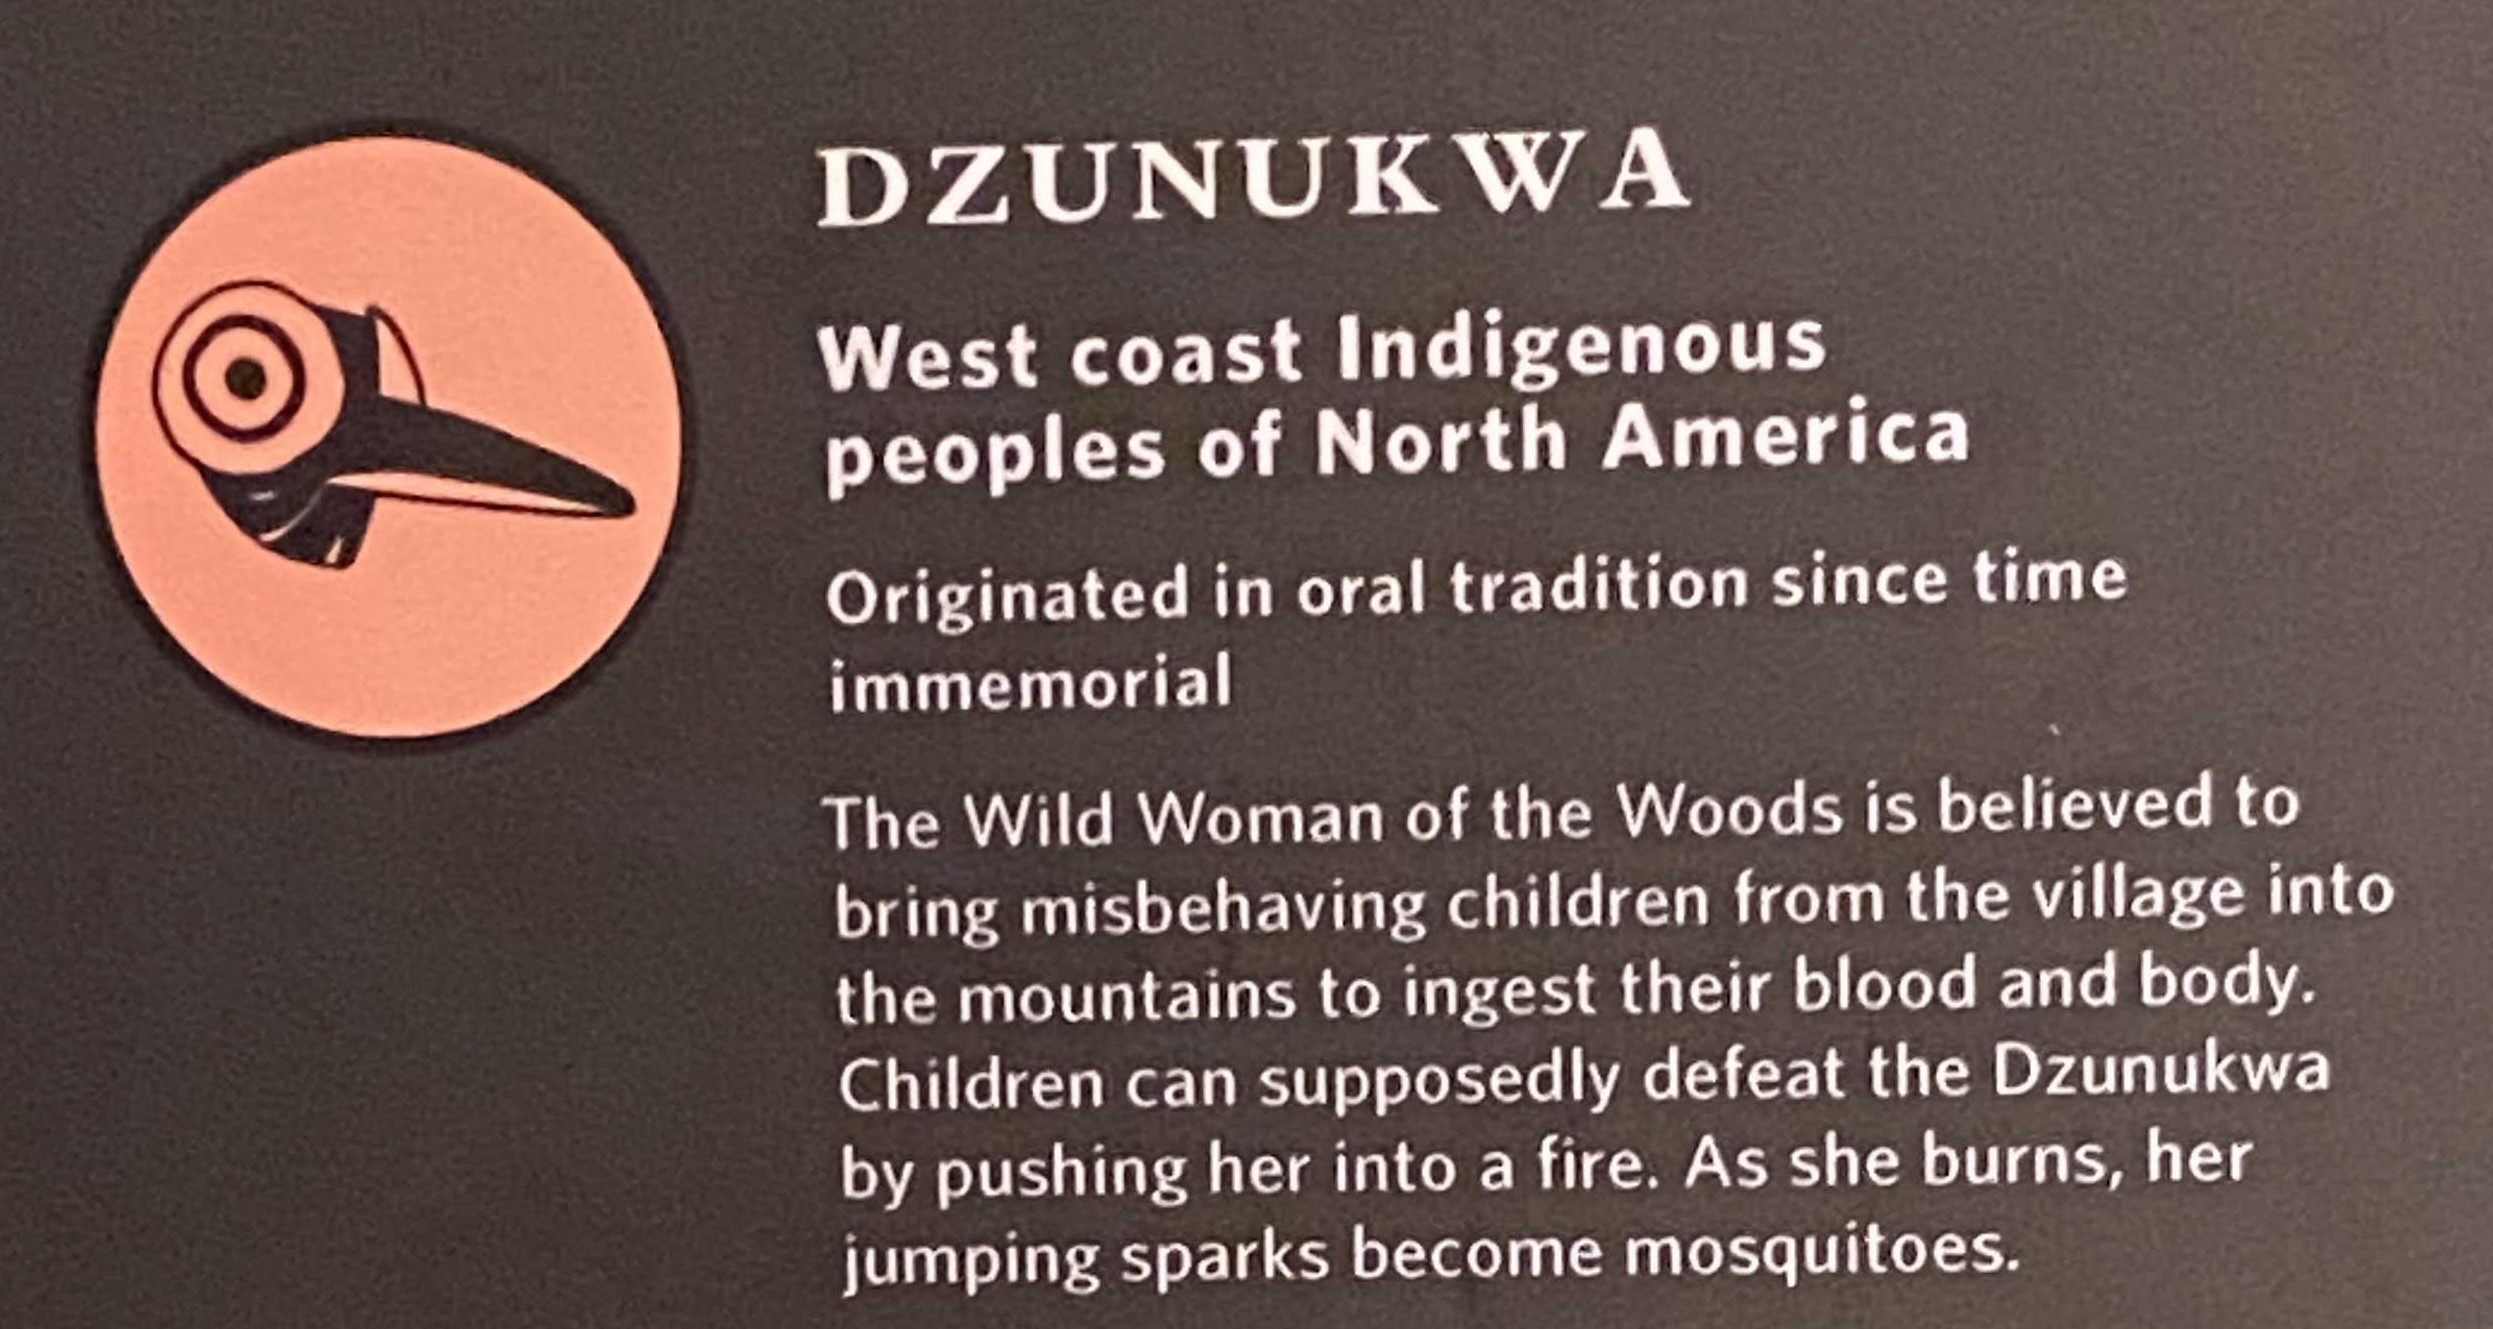 DZUNUKWA
West coast Indigenous
peoples of North America
Originated in oral tradition since time
immemorial
The Wild Woman of the Woods is believed to
bring misbehaving children from the village into
the mountains to ingest their blood and body.
Children can supposedly defeat the Dzunukwa
by pushing her into a fire. As she burns, her
jumping sparks become mosquitoes.